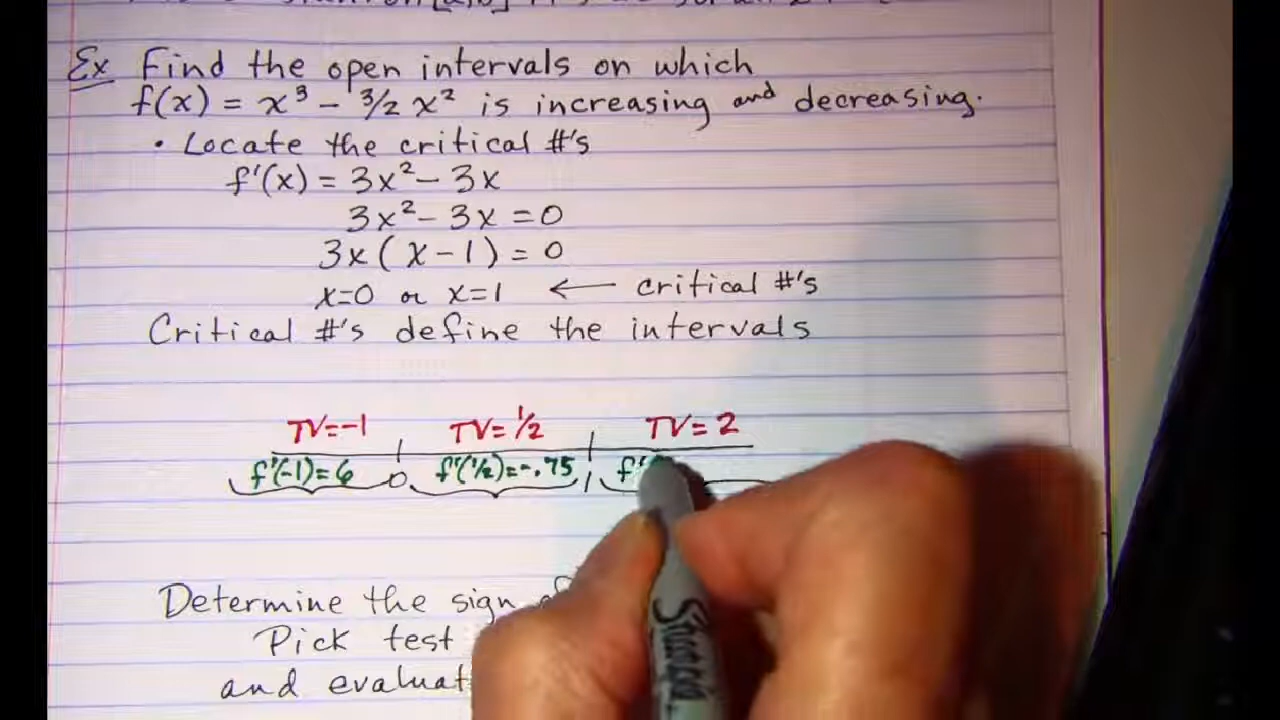 Ex Find the open intervals on which
f(x) = x³ - 3/2 x² is increasing and decreasing.
• Locate the critical #'s
f'(x) = 3x² - 3x
3x² - 3x = 0
3x(x-1) = 0
x=0 or x=1 ← critical #'s
Critical #'s define the intervals
TV=-1 TV=1/2 TV=2
f'(-1)=6 0 f'(1/2)=-.75 1 f'
Determine the sign
Pick test
and evaluat
Sharpie